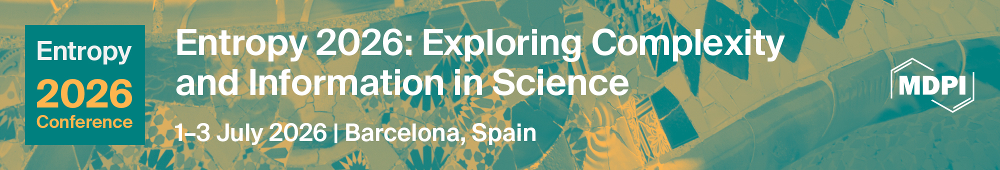 Entropy
2026
Conference
Entropy 2026: Exploring Complexity
and Information in Science
1–3 July 2026 | Barcelona, Spain
MDPI